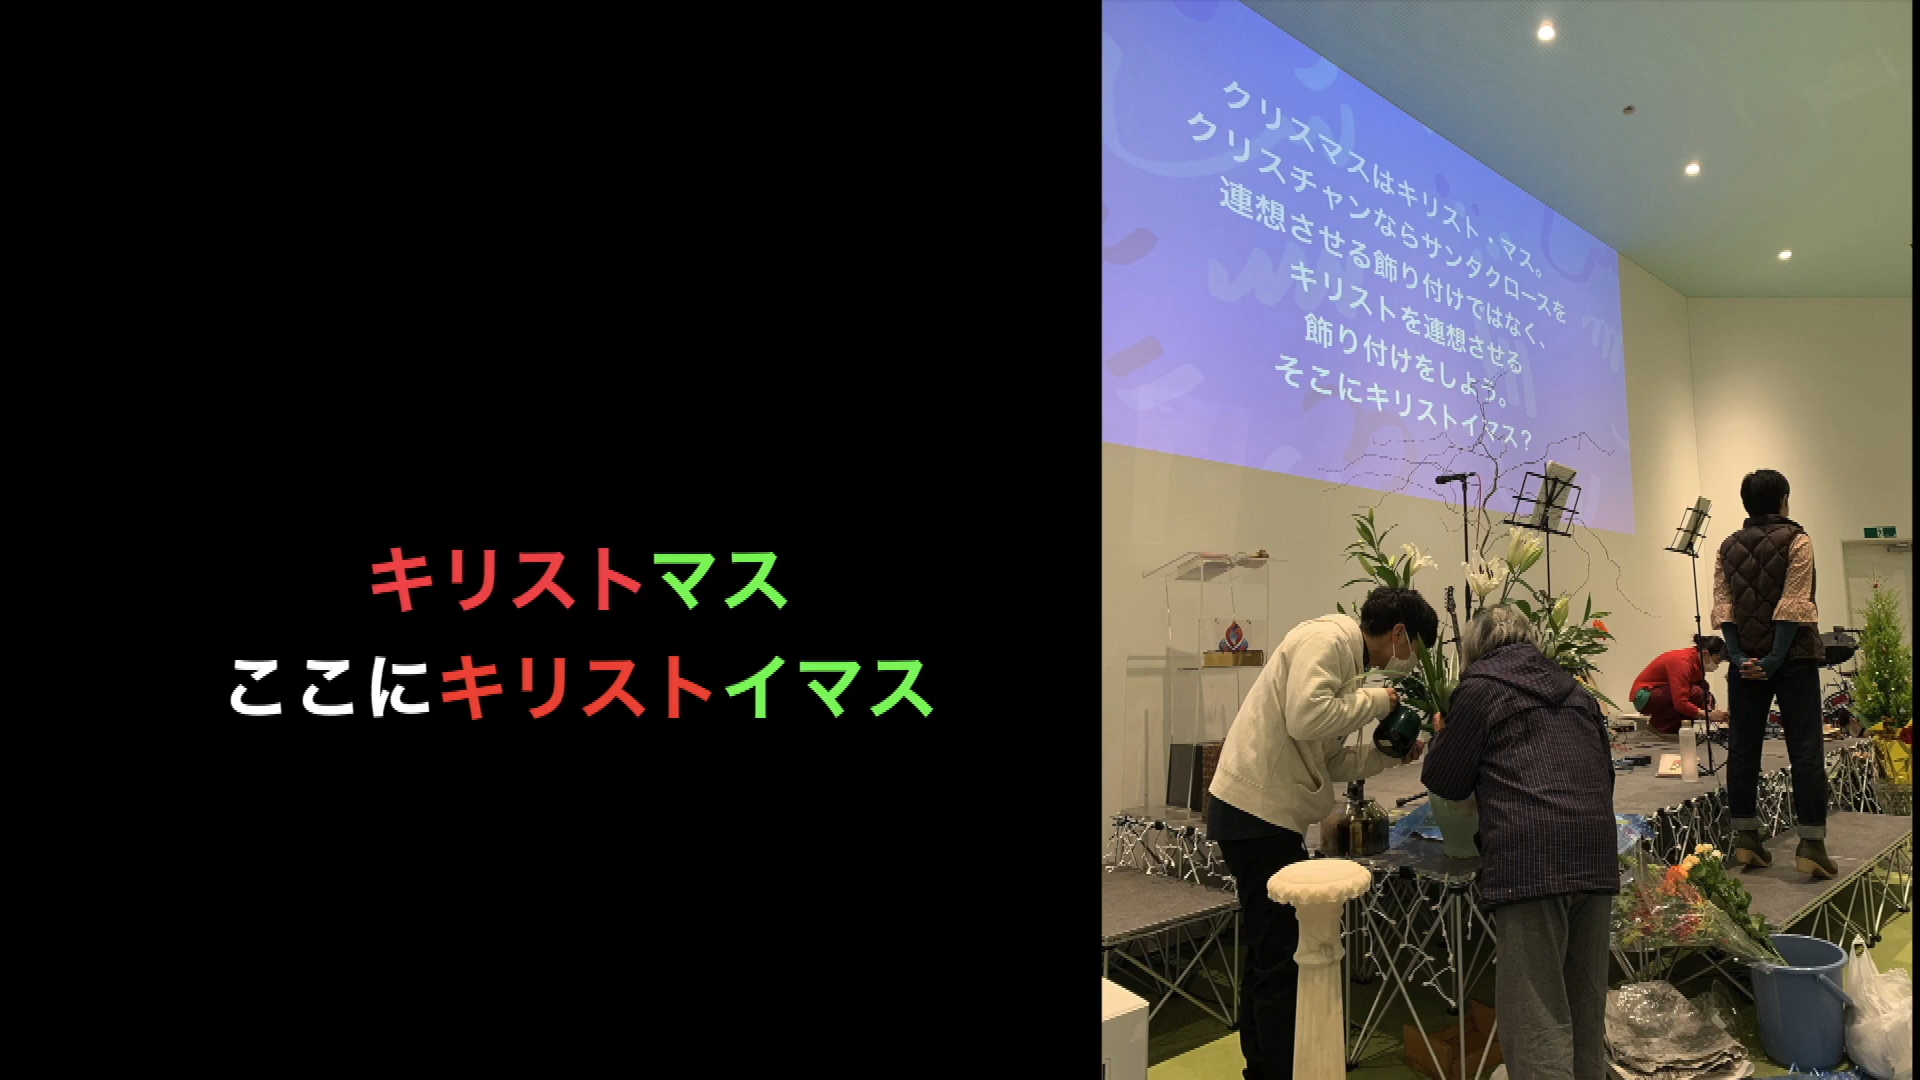 キリストマス
ここにキリストイマス
クリスマスはキリスト・マス。
クリスチャンならサンタクロースを
連想させる飾り付けではなく、
キリストを連想させる
飾り付けをしよう。
そこにキリストイマス？